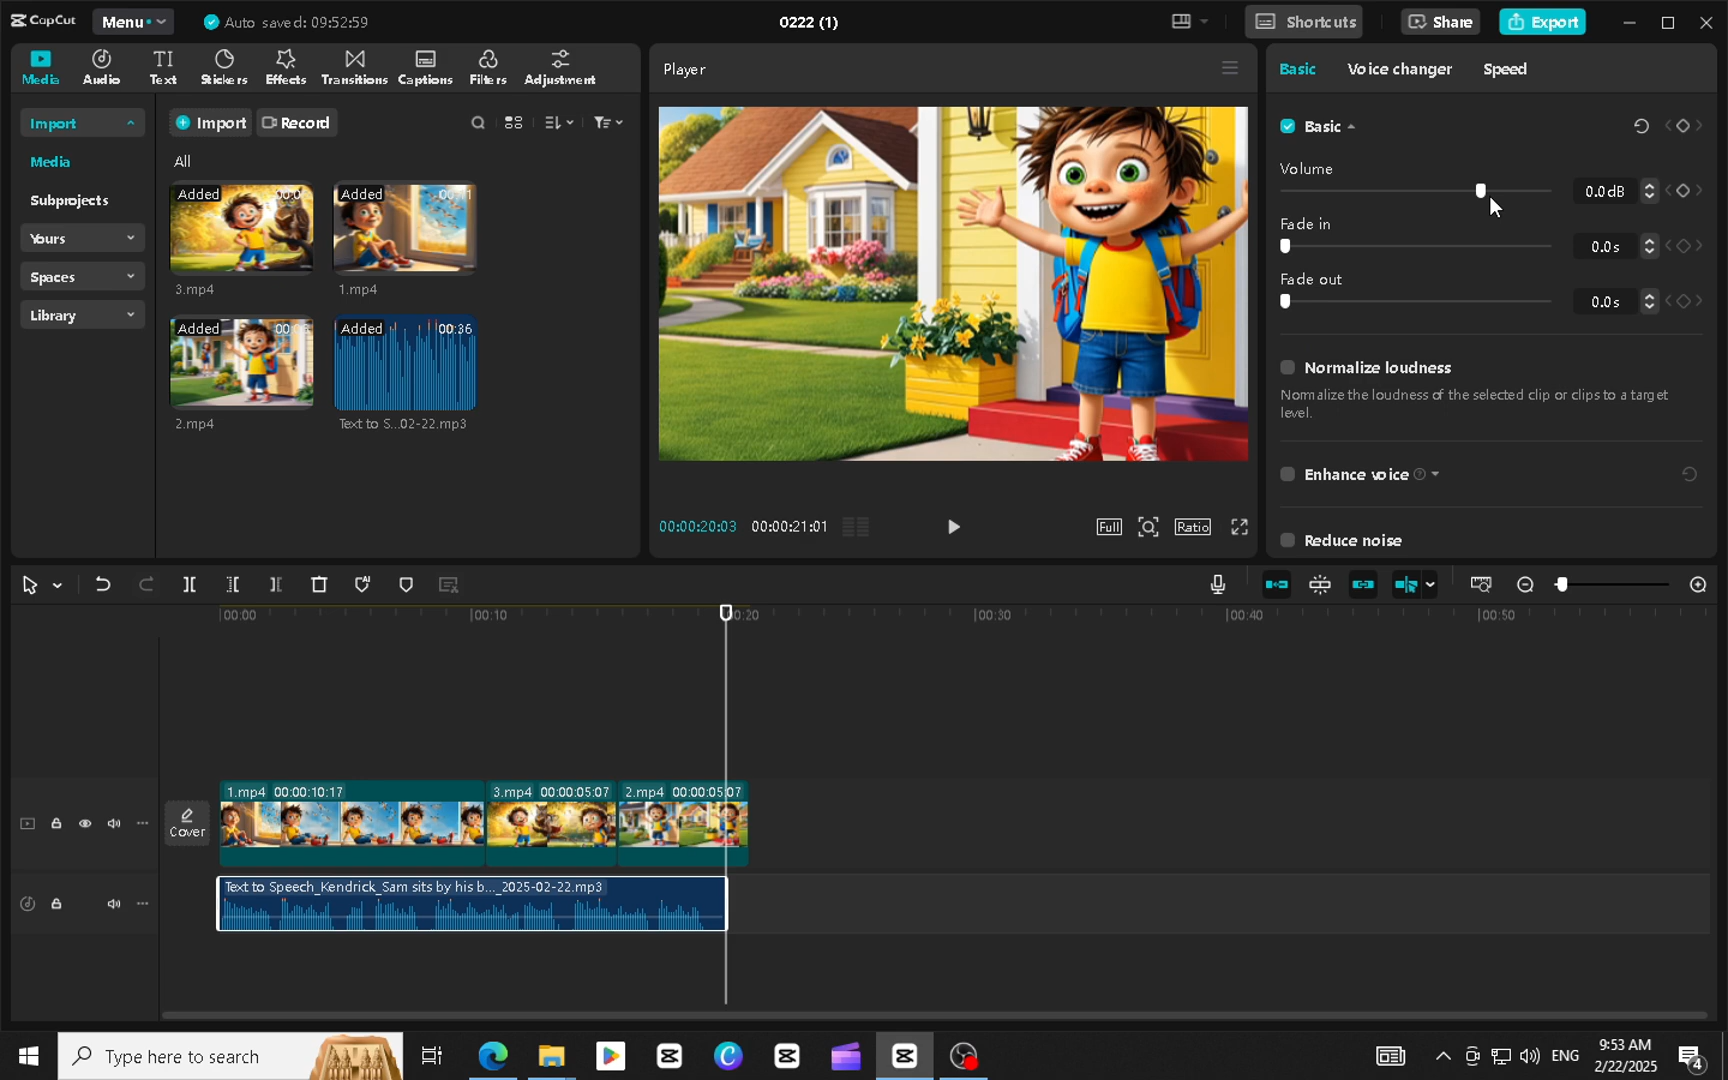 CapCut
Menu
Auto saved: 09:52:59
0222 (1)
Shortcuts
Share
Export
Media
Audio
Text
Stickers
Effects
Transitions
Captions
Filters
Adjustment
Import
Media
Subprojects
Yours
Spaces
Library
Import
Record
All
Added
3.mp4
Added
1.mp4
Added
2.mp4
Added 00:36
Text to S...02-22.mp3
Player
00:00:20:03 00:00:21:01
Full
Ratio
Basic
Voice changer
Speed
Basic
Volume
0.0dB
Fade in
0.0s
Fade out
0.0s
Normalize loudness
Normalize the loudness of the selected clip or clips to a target
level.
Enhance voice
Reduce noise
00:00
00:10
00:20
00:30
00:40
00:50
Cover
1.mp4 00:00:10:17
3.mp4 00:00:05:07
2.mp4 00:00:05:07
Text to Speech_Kendrick_Sam sits by his b..._2025-02-22.mp3
Type here to search
ENG
9:53 AM
2/22/2025
4